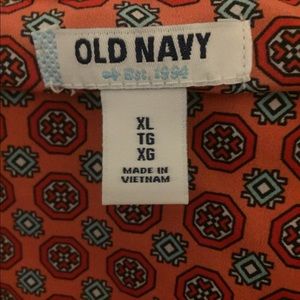 OLD NAVY
Est. 1994
XL
TG
XG
MADE IN
VIETNAM